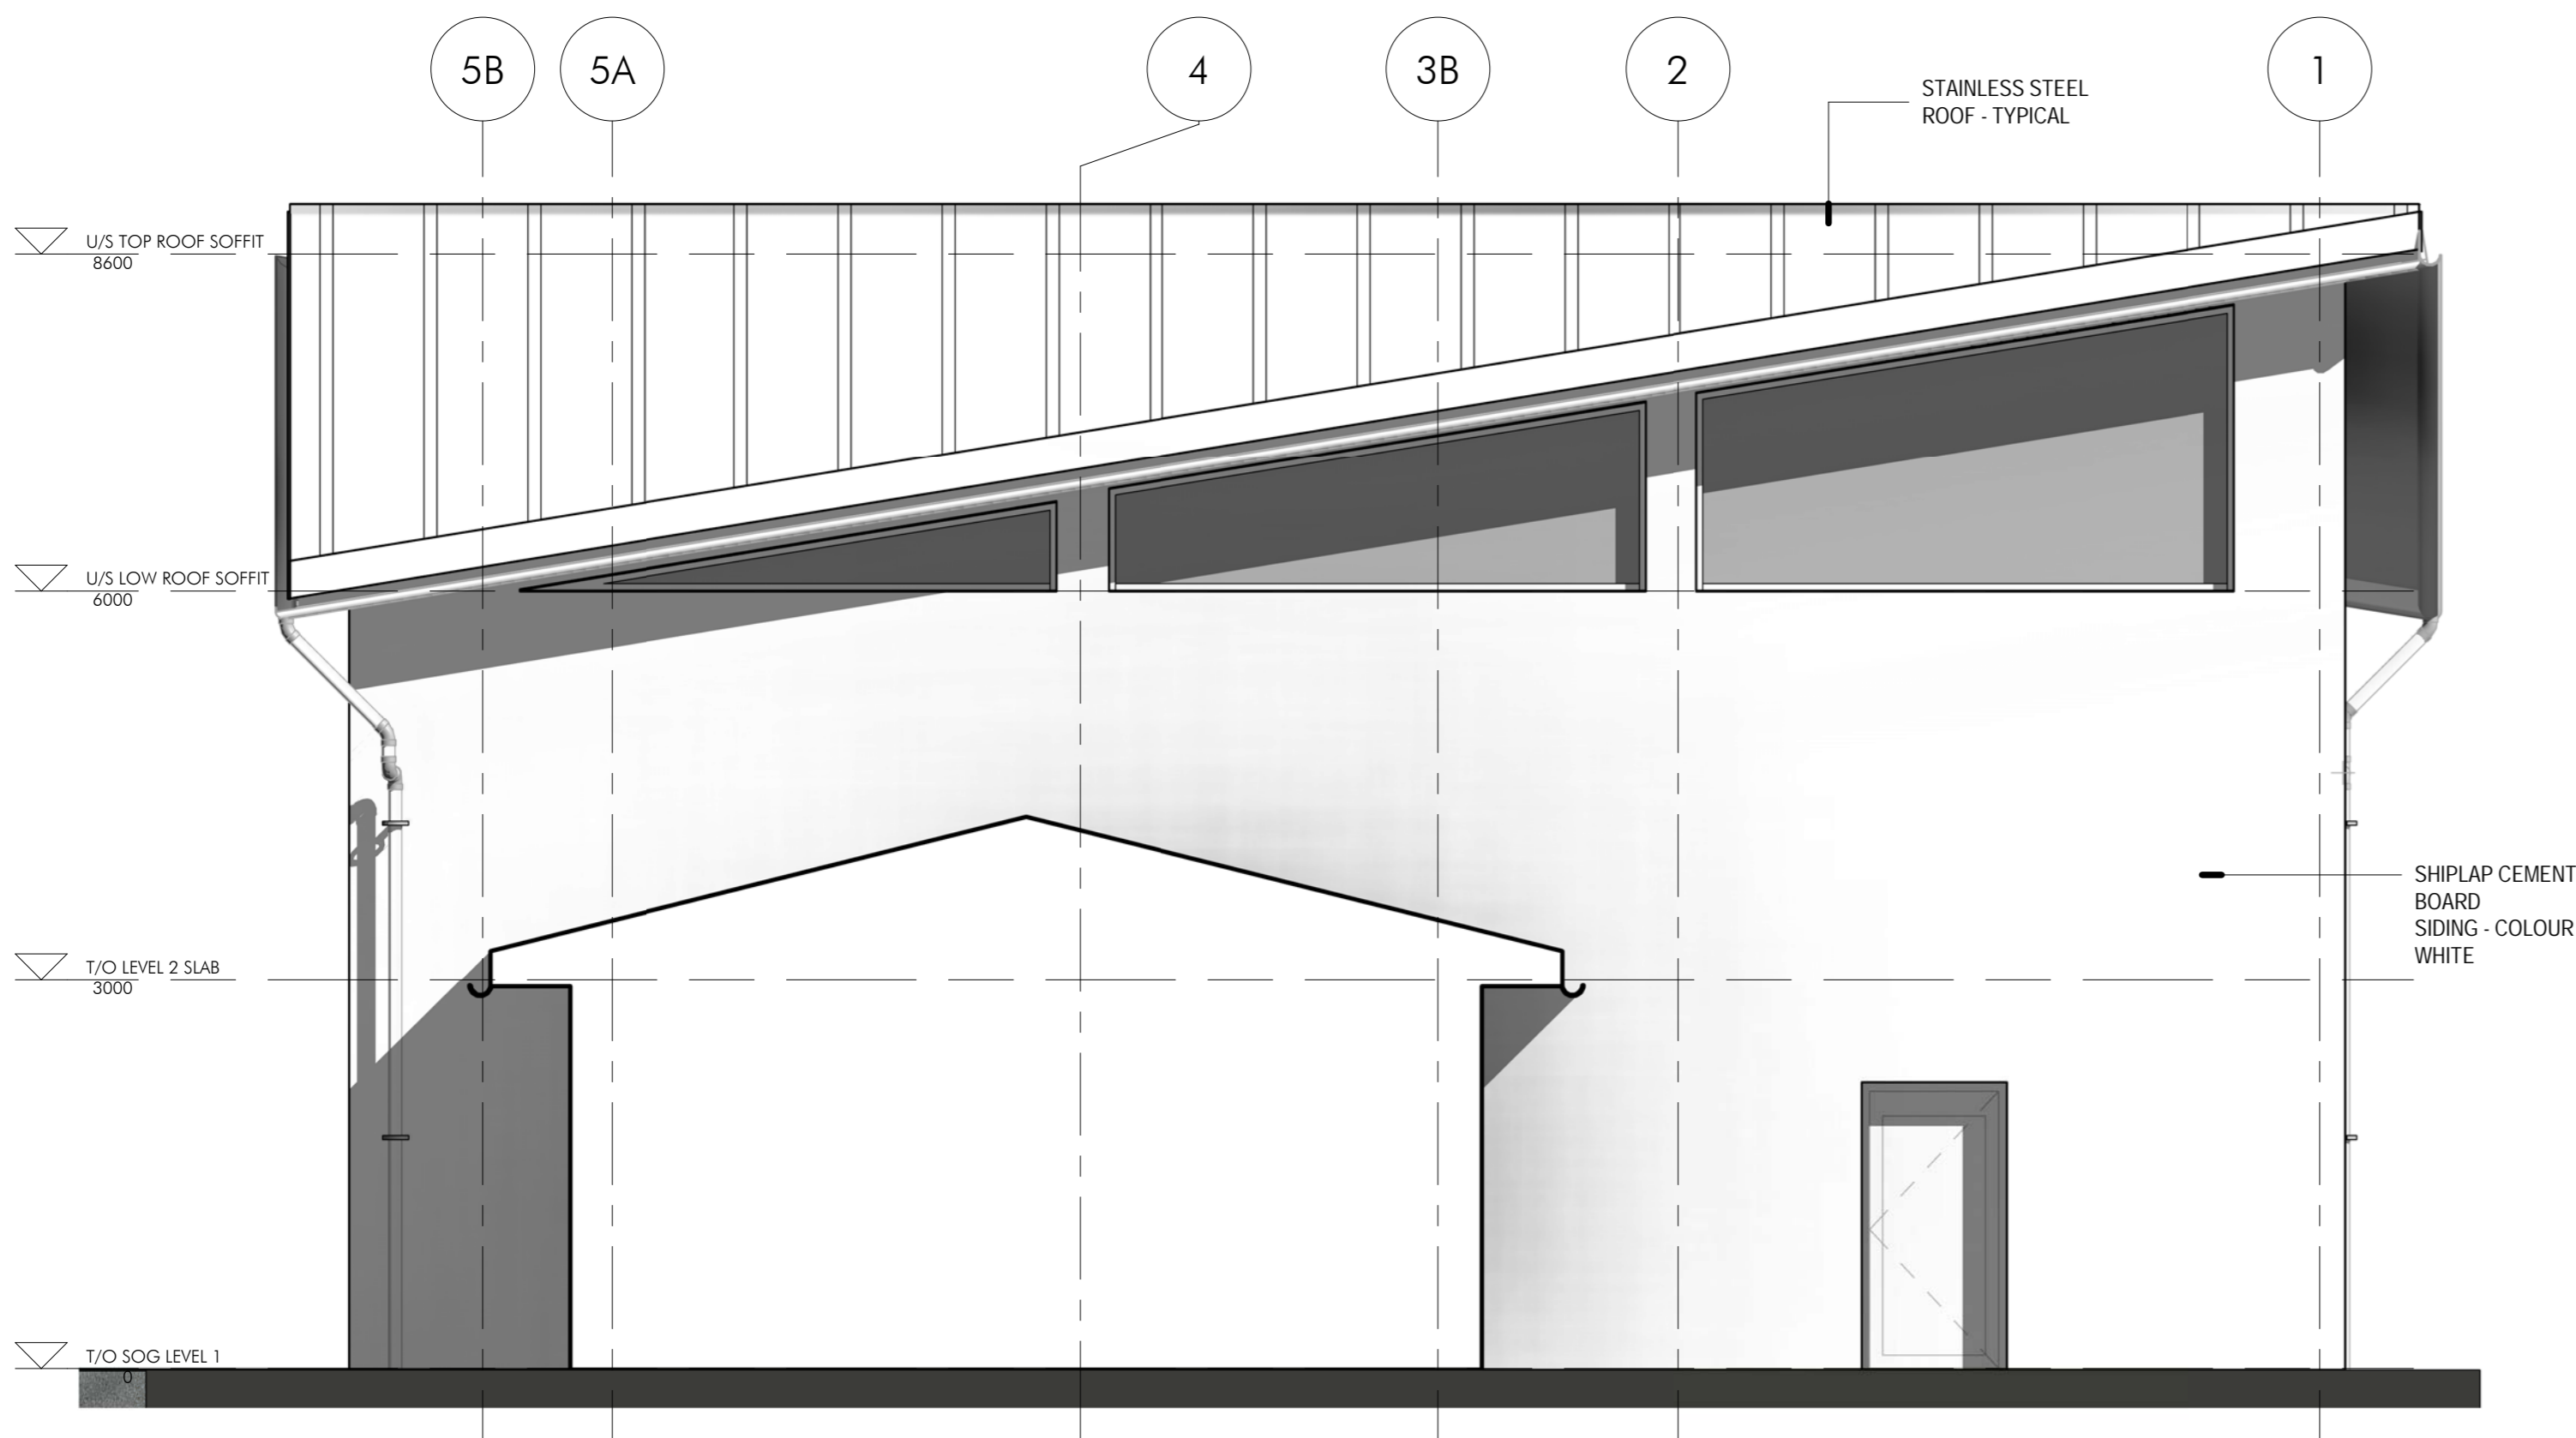 5B
5A
4
3B
2
1
STAINLESS STEEL
ROOF - TYPICAL
U/S TOP ROOF SOFFIT
8600
U/S LOW ROOF SOFFIT
6000
SHIPLAP CEMENT
BOARD
SIDING - COLOUR
WHITE
T/O LEVEL 2 SLAB
3000
T/O SOG LEVEL 1
0